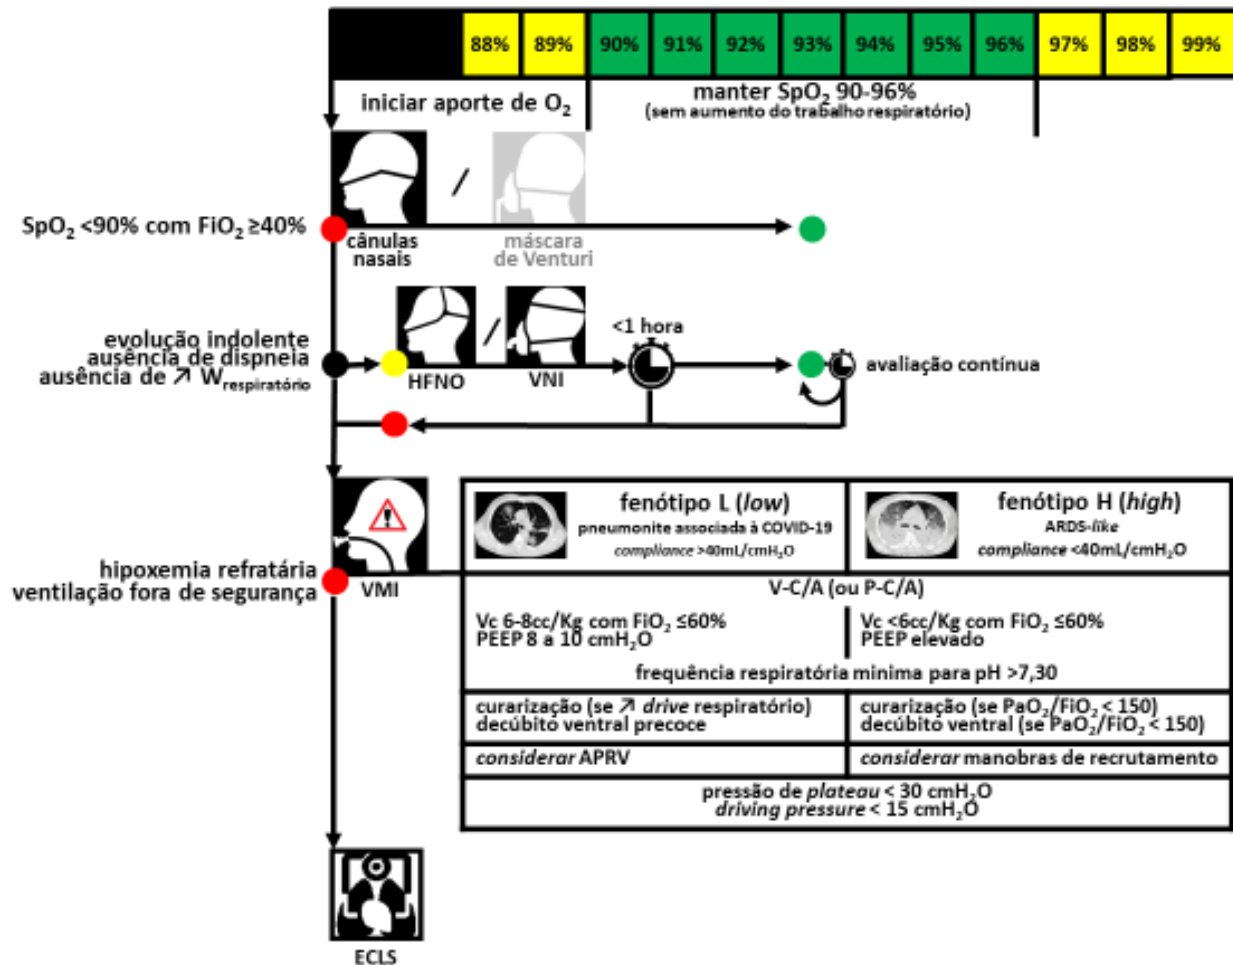 88% 89% 90% 91% 92% 93% 94% 95% 96% 97% 98% 99%
iniciar aporte de O₂
manter SpO₂ 90-96%
(sem aumento do trabalho respiratório)
/
SpO₂ <90% com FiO₂ ≥40%
cânulas
nasais
máscara
de Venturi
evolução indolente
ausência de dispneia
ausência de ↗ W respiratório
/
HFNO
VNI
<1 hora
avaliação contínua
hipoxemia refratária
ventilação fora de segurança
!
VMI
fenótipo L (low)
pneumonite associada à COVID-19
compliance >40mL/cmH₂O
fenótipo H (high)
ARDS-like
compliance <40mL/cmH₂O
V-C/A (ou P-C/A)
Vc 6-8cc/Kg com FiO₂ ≤60%
PEEP 8 a 10 cmH₂O
Vc <6cc/Kg com FiO₂ ≤60%
PEEP elevado
frequência respiratória minima para pH >7,30
curarização (se ↗ drive respiratório)
decúbito ventral precoce
curarização (se PaO₂/FiO₂ < 150)
decúbito ventral (se PaO₂/FiO₂ < 150)
considerar APRV
considerar manobras de recrutamento
pressão de plateau < 30 cmH₂O
driving pressure < 15 cmH₂O
ECLS